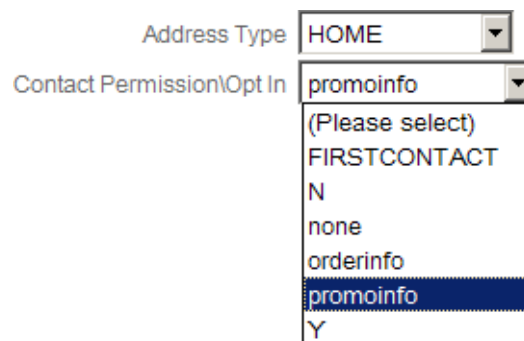 Address Type HOME
Contact Permission\Opt In promoinfo
(Please select)
FIRSTCONTACT
N
none
orderinfo
promoinfo
Y